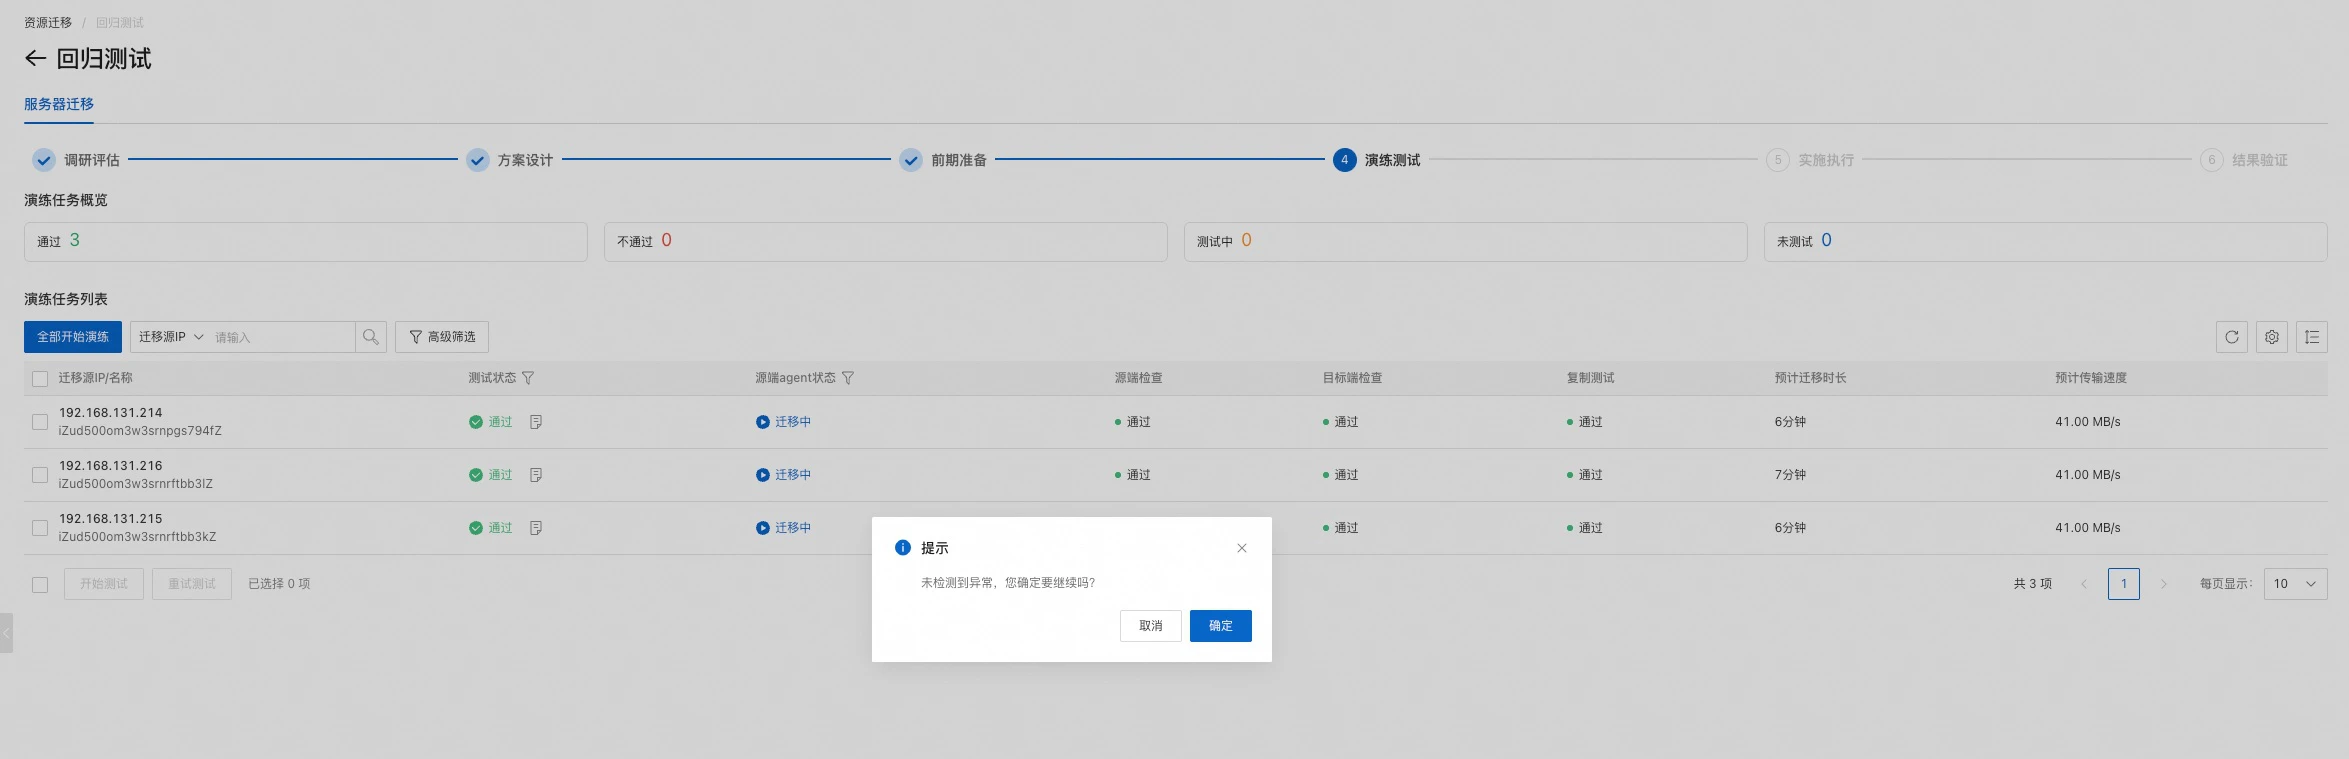 资源迁移 / 回归测试
回归测试
服务器迁移
调研评估
方案设计
前期准备
4 演练测试
5 实施执行
6 结果验证
演练任务概览
通过 3
不通过 0
测试中 0
未测试 0
演练任务列表
全部开始演练 迁移源IP 请输入 高级筛选
迁移源IP/名称 测试状态 源端agent状态 源端检查 目标端检查 复制测试 预计迁移时长 预计传输速度
192.168.131.214
iZud500om3w3srnpgs794fZ
通过 迁移中 通过 通过 通过 6分钟 41.00 MB/s
192.168.131.216
iZud500om3w3srnrftbb3lZ
通过 迁移中 通过 通过 通过 7分钟 41.00 MB/s
192.168.131.215
iZud500om3w3srnrftbb3kZ
通过 迁移中 通过 通过 6分钟 41.00 MB/s
开始测试 重试测试 已选择 0 项
共 3 项 1 每页显示: 10
提示
未检测到异常，您确定要继续吗?
取消 确定